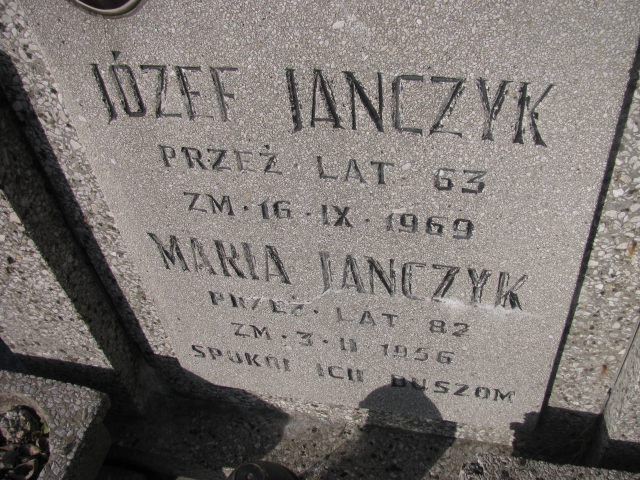 JÓZEF JANCZYK
PRZEŻ · LAT · 63
ZM · 16 · IX · 1969
MARIA JANCZYK
PRZEŻ · LAT 82
ZM · 3 · II 1956
SPOKÓJ ICH DUSZOM